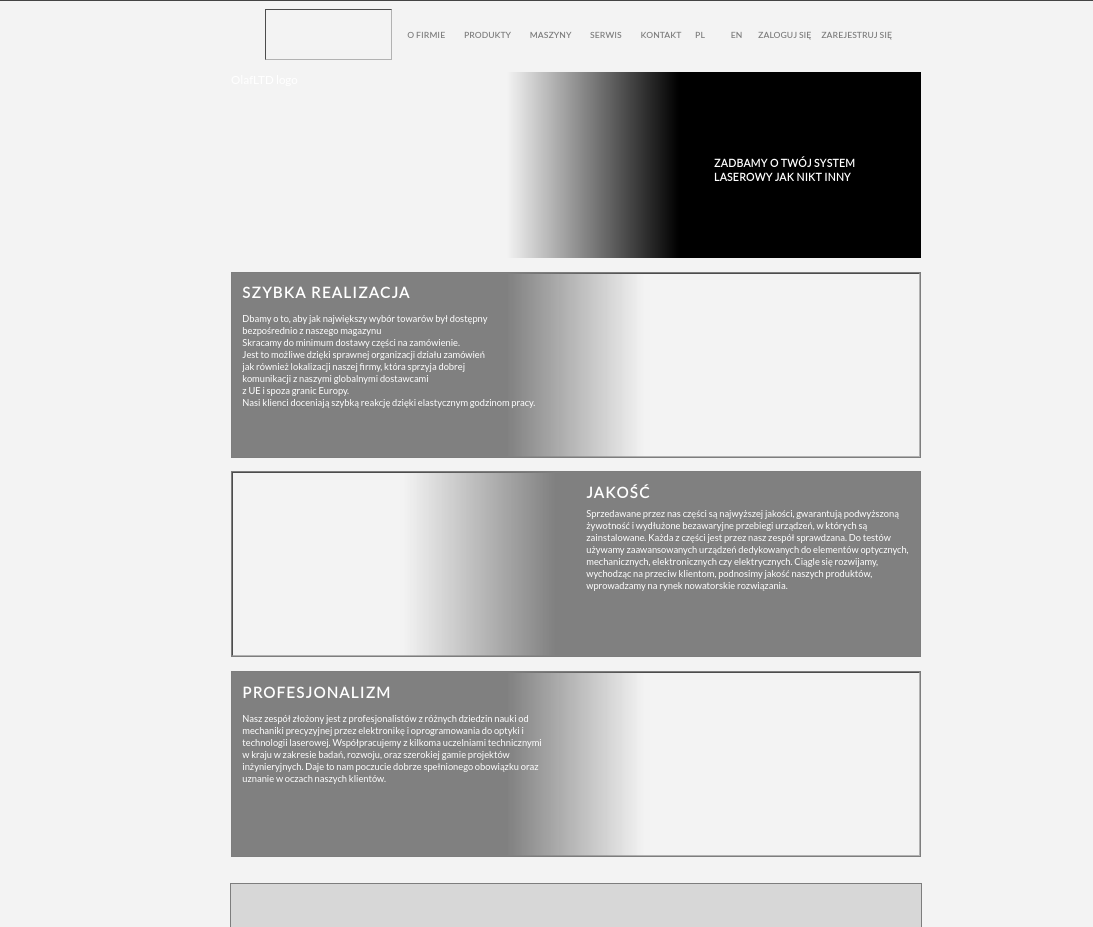 O FIRMIE PRODUKTY MASZYNY SERWIS KONTAKT PL EN ZALOGUJ SIĘ ZAREJESTRUJ SIĘ
ZADBAMY O TWÓJ SYSTEM
LASEROWY JAK NIKT INNY
SZYBKA REALIZACJA
Dbamy o to, aby jak największy wybór towarów był dostępny
bezpośrednio z naszego magazynu
Skracamy do minimum dostawy części na zamówienie.
Jest to możliwe dzięki sprawnej organizacji działu zamówień
jak również lokalizacji naszej firmy, która sprzyja dobrej
komunikacji z naszymi globalnymi dostawcami
z UE i spoza granic Europy.
Nasi klienci doceniają szybką reakcję dzięki elastycznym godzinom pracy.
JAKOŚĆ
Sprzedawane przez nas części są najwyższej jakości, gwarantują podwyższoną
żywotność i wydłużone bezawaryjne przebiegi urządzeń, w których są
zainstalowane. Każda z części jest przez nasz zespół sprawdzana. Do testów
używamy zaawansowanych urządzeń dedykowanych do elementów optycznych,
mechanicznych, elektronicznych czy elektrycznych. Ciągle się rozwijamy,
wychodząc na przeciw klientom, podnosimy jakość naszych produktów,
wprowadzamy na rynek nowatorskie rozwiązania.
PROFESJONALIZM
Nasz zespół złożony jest z profesjonalistów z różnych dziedzin nauki od
mechaniki precyzyjnej przez elektronikę i oprogramowania do optyki i
technologii laserowej. Współpracujemy z kilkoma uczelniami technicznymi
w kraju w zakresie badań, rozwoju, oraz szerokiej gamie projektów
inżynieryjnych. Daje to nam poczucie dobrze spełnionego obowiązku oraz
uznanie w oczach naszych klientów.